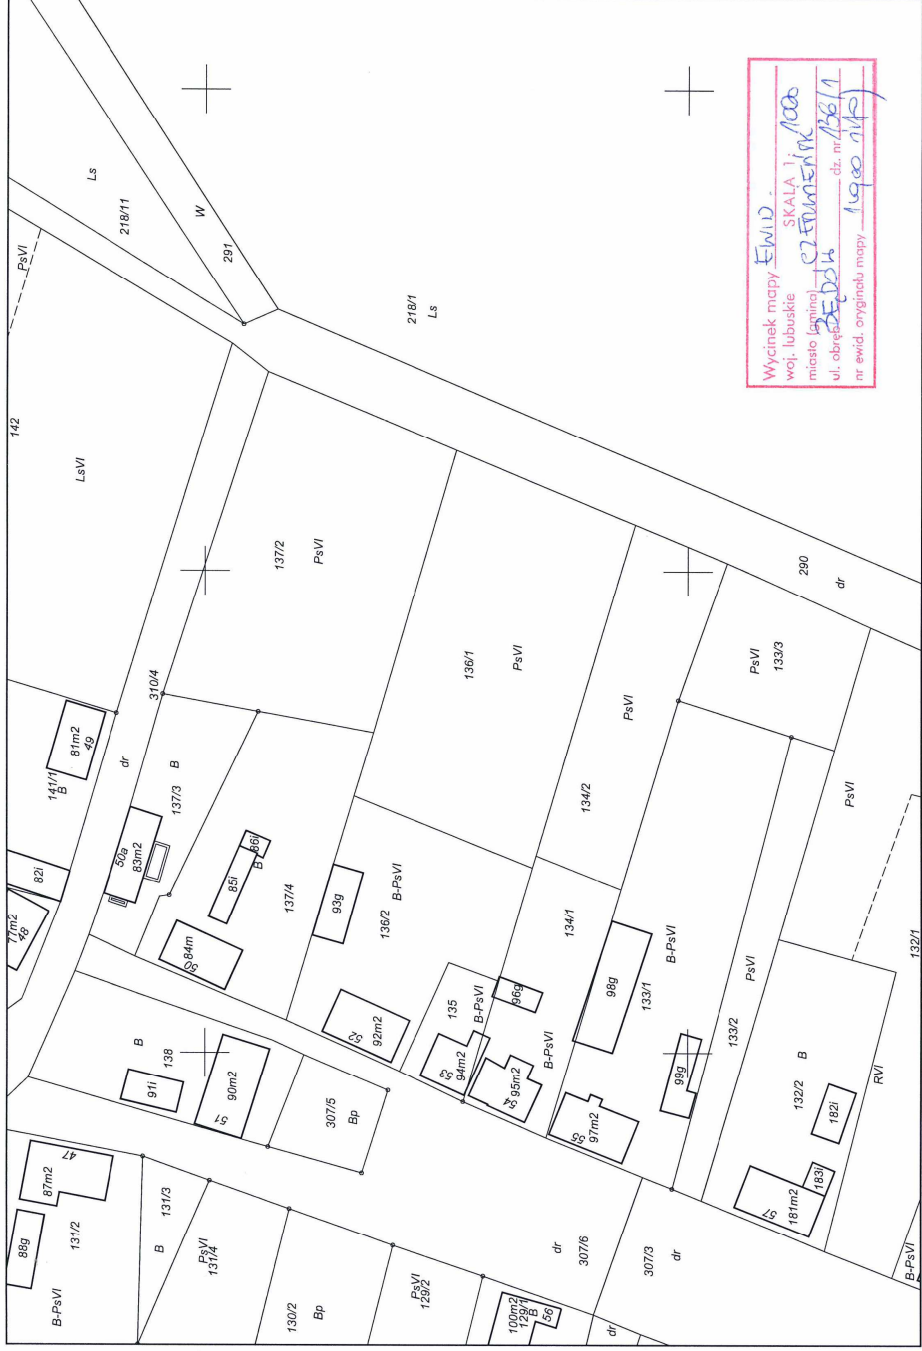 142
PsVI
Ls
218/11
W
291
218/1
Ls
LsVI
137/2
PsVI
310/4
dr
81m2
49
141/1
B
82i
77m2
48
50a
83m2
B
137/3
86i
B
85i
137/4
50
84m
93g
136/2
B-PsVI
136/1
PsVI
PsVI
134/2
PsVI
133/3
290
dr
52
92m2
135
B-PsVI
96g
134/1
53
94m2
54
95m2
B-PsVI
98g
133/1
B-PsVI
55
97m2
99g
133/2
PsVI
PsVI
132/1
B
132/2
182i
RVI
183i
57
181m2
B-PsVI
B
138
91i
90m2
51
307/5
Bp
47
87m2
88g
131/2
B-PsVI
B
131/3
PsVI
131/4
130/2
Bp
PsVI
129/2
100m2
129/1
B
56
dr
307/6
dr
307/3
dr
Wycinek mapy EWID.
woj. lubuskie SKALA 1: 1000
miasto (gmina) CZERWIEŃSK
ul. obręb BĘDÓW dz. nr 136/1
nr ewid. oryginału mapy